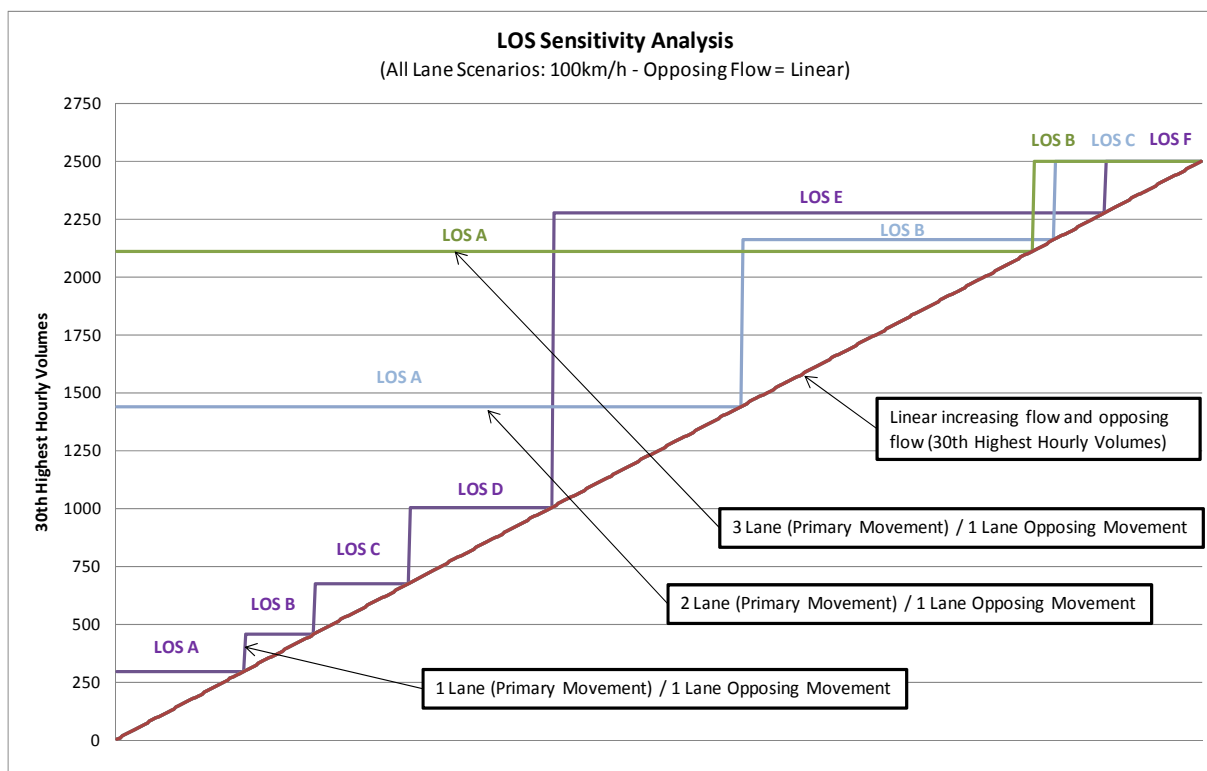 LOS Sensitivity Analysis
(All Lane Scenarios: 100km/h - Opposing Flow = Linear)
30th Highest Hourly Volumes
2750
2500
2250
2000
1750
1500
1250
1000
750
500
250
0
LOS B
LOS C
LOS F
LOS E
LOS B
LOS A
LOS A
LOS D
LOS C
LOS B
LOS A
Linear increasing flow and opposing
flow (30th Highest Hourly Volumes)
3 Lane (Primary Movement) / 1 Lane Opposing Movement
2 Lane (Primary Movement) / 1 Lane Opposing Movement
1 Lane (Primary Movement) / 1 Lane Opposing Movement